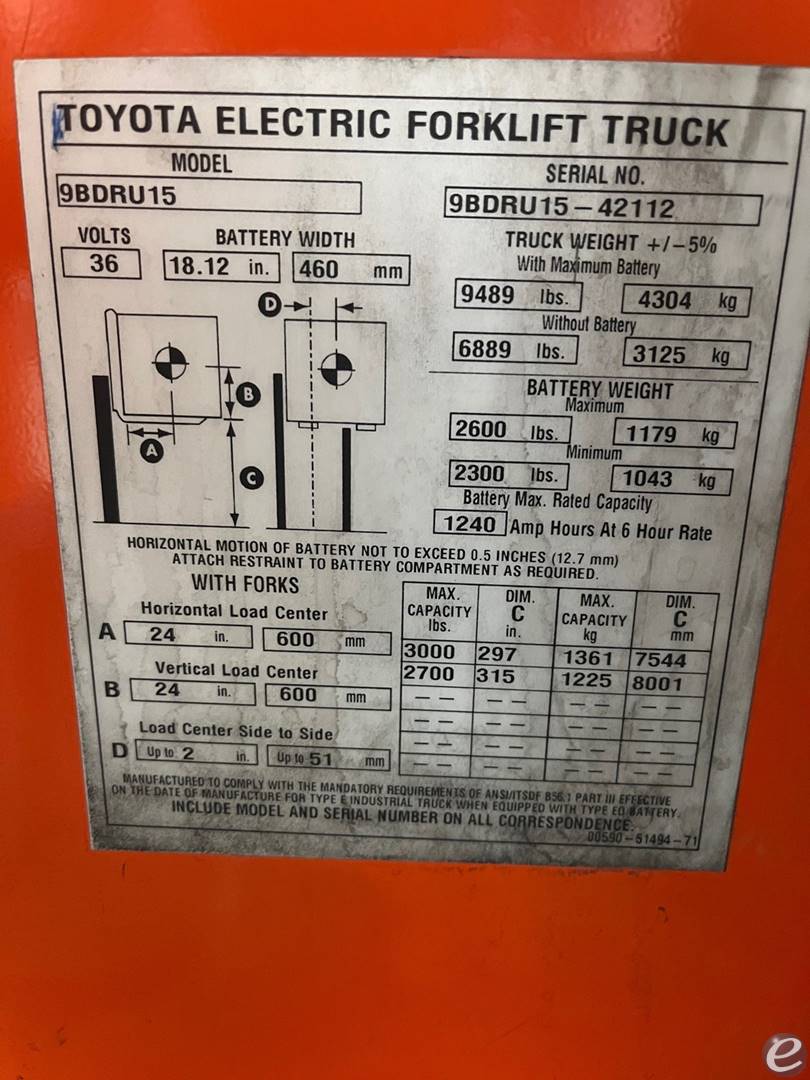 TOYOTA ELECTRIC FORKLIFT TRUCK
MODEL
9BDRU15
SERIAL NO.
9BDRU15-42112
VOLTS
36
BATTERY WIDTH
18.12 in. 460 mm
TRUCK WEIGHT +/-5%
With Maximum Battery
9489 lbs. 4304 kg
Without Battery
6889 lbs. 3125 kg
BATTERY WEIGHT
Maximum
2600 lbs. 1179 kg
Minimum
2300 lbs. 1043 kg
Battery Max. Rated Capacity
1240 Amp Hours At 6 Hour Rate
D
B
A
C
HORIZONTAL MOTION OF BATTERY NOT TO EXCEED 0.5 INCHES (12.7 mm)
ATTACH RESTRAINT TO BATTERY COMPARTMENT AS REQUIRED.
WITH FORKS
Horizontal Load Center
A 24 in. 600 mm
Vertical Load Center
B 24 in. 600 mm
Load Center Side to Side
D Up to 2 in. Up to 51 mm
MAX. CAPACITY lbs. DIM. C in. MAX. CAPACITY kg DIM. C mm
3000 297 1361 7544
2700 315 1225 8001
-- -- -- --
-- -- -- --
-- -- -- --
-- -- -- --
MANUFACTURED TO COMPLY WITH THE MANDATORY REQUIREMENTS OF ANSI/ITSDF B56.1 PART III EFFECTIVE
ON THE DATE OF MANUFACTURE FOR TYPE E INDUSTRIAL TRUCK WHEN EQUIPPED WITH TYPE EO BATTERY.
INCLUDE MODEL AND SERIAL NUMBER ON ALL CORRESPONDENCE.
00590-51494-71
e